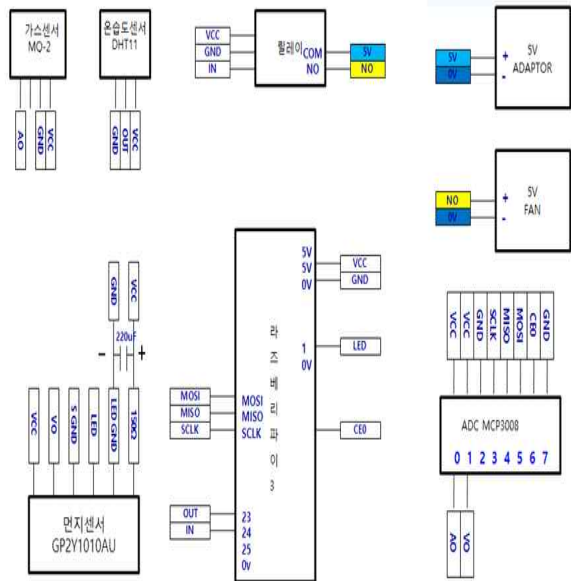 가스센서
MQ-2
AO
GND
VCC
온습도센서
DHT11
GND
OUT
VCC
VCC
GND
IN
릴레이
COM
NO
5V
NO
5V
0V
+
-
5V
ADAPTOR
NO
0V
+
-
5V
FAN
GND
VCC
220uF
- +
VCC
VO
S GND
LED
LED GND
150Ω
먼지센서
GP2Y1010AU
MOSI
MISO
SCLK
OUT
IN
MOSI
MISO
SCLK
23
24
25
0v
라즈베리파이3
5V
5V
0V
1
0V
CE0
VCC
GND
LED
VCC
VCC
GND
SCLK
MISO
MOSI
CE0
GND
ADC MCP3008
0 1 2 3 4 5 6 7
AO
VO